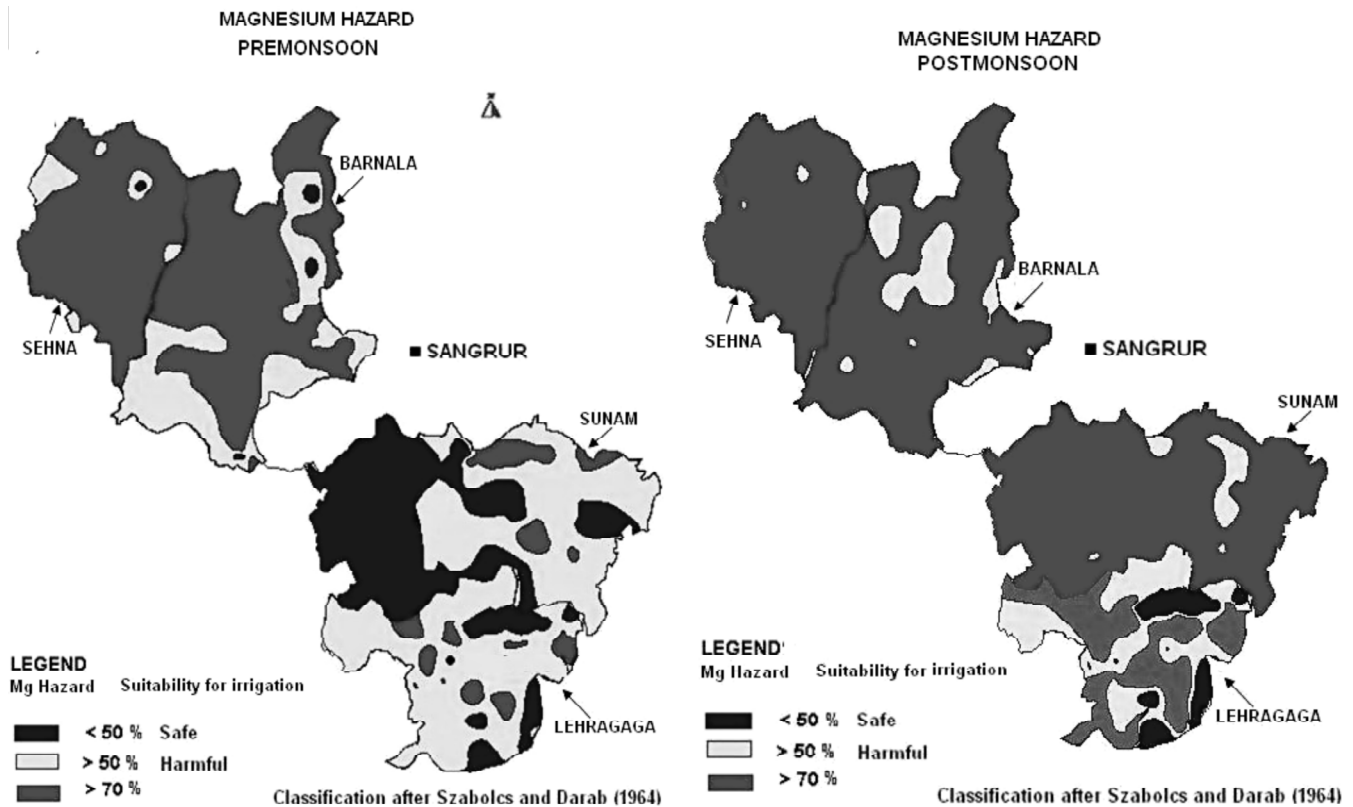 MAGNESIUM HAZARD
PREMONSOON
BARNALA
SEHNA
SANGRUR
SUNAM
LEHRAGAGA
LEGEND
Mg Hazard Suitability for irrigation
< 50 % Safe
> 50 % Harmful
> 70 %
Classification after Szabolcs and Darab (1964)
MAGNESIUM HAZARD
POSTMONSOON
BARNALA
SEHNA
SANGRUR
SUNAM
LEHRAGAGA
LEGEND'
Mg Hazard Suitability for irrigation
< 50 % Safe
> 50 % Harmful
> 70 %
Classification after Szabolcs and Darab (1964)